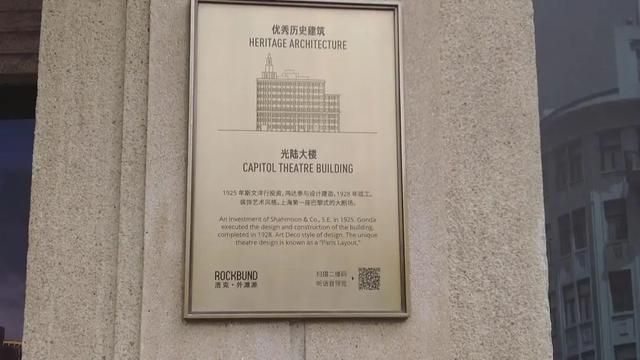 优秀历史建筑
HERITAGE ARCHITECTURE
光陆大楼
CAPITOL THEATRE BUILDING
1925 年斯文洋行投资，鸿达参与设计建造，1928 年竣工。
装饰艺术风格。上海第一座巴黎式的大剧场。
An investment of Shahmoon & Co., S.E. in 1925. Gonda
executed the design and construction of the building,
completed in 1928. Art Deco style of design. The unique
theatre design is known as a "Paris Layout."
ROCKBUND
洛克·外滩源
扫描二维码
听语音导览